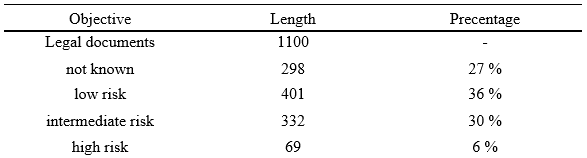 Objective Length Precentage
Legal documents 1100 -
not known 298 27 %
low risk 401 36 %
intermediate risk 332 30 %
high risk 69 6 %